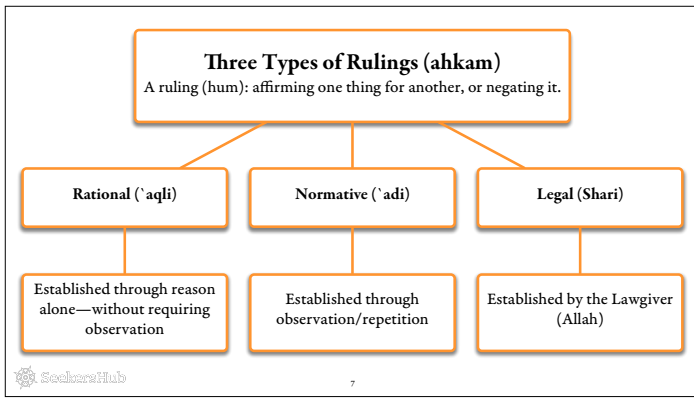 Three Types of Rulings (ahkam)
A ruling (hum): affirming one thing for another, or negating it.
Rational (`aqli)
Normative (`adi)
Legal (Shari)
Established through reason
alone—without requiring
observation
Established through
observation/repetition
Established by the Lawgiver
(Allah)
SeekersHub
7